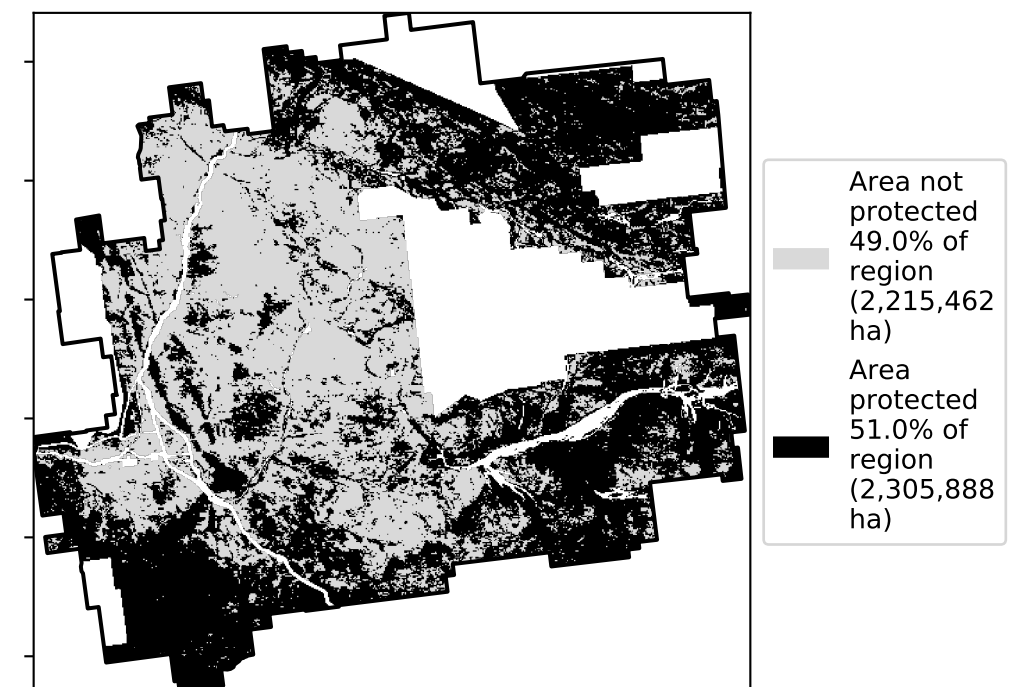 Area not
protected
49.0% of
region
(2,215,462
ha)
Area
protected
51.0% of
region
(2,305,888
ha)